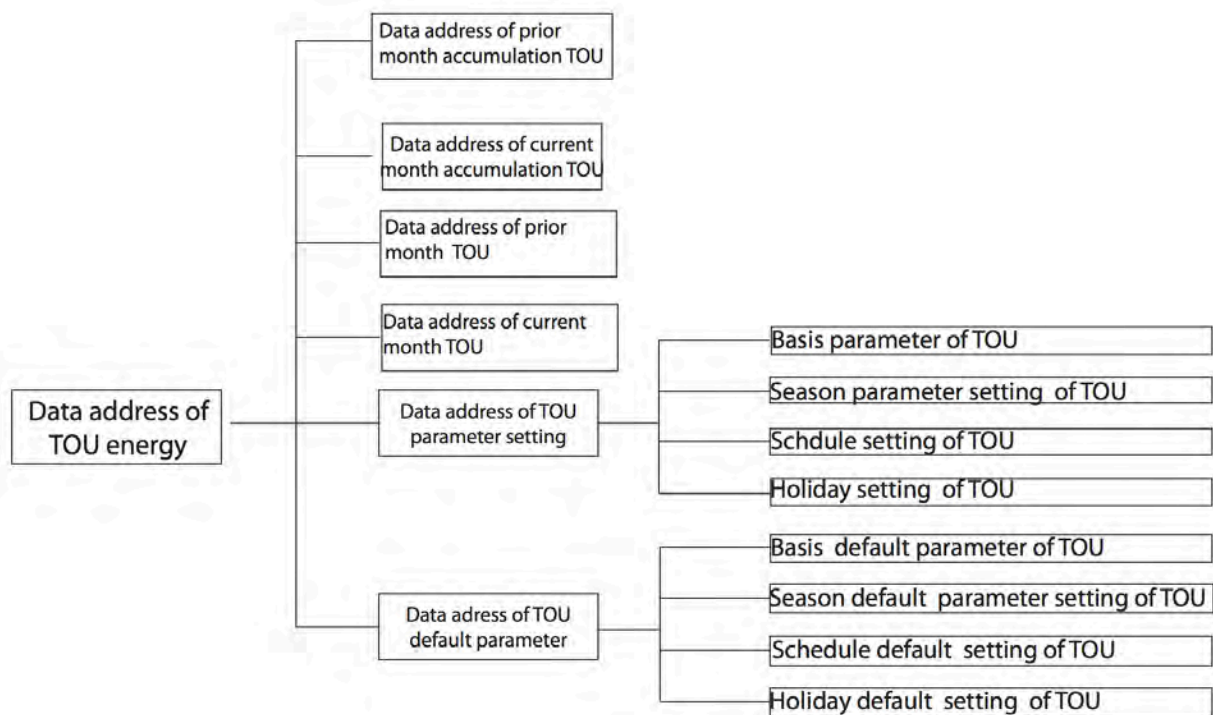 Data address of prior
month accumulation TOU
Data address of current
month accumulation TOU
Data address of prior
month TOU
Data address of current
month TOU
Data address of
TOU energy
Data address of TOU
parameter setting
Basis parameter of TOU
Season parameter setting of TOU
Schdule setting of TOU
Holiday setting of TOU
Data adress of TOU
default parameter
Basis default parameter of TOU
Season default parameter setting of TOU
Schedule default setting of TOU
Holiday default setting of TOU